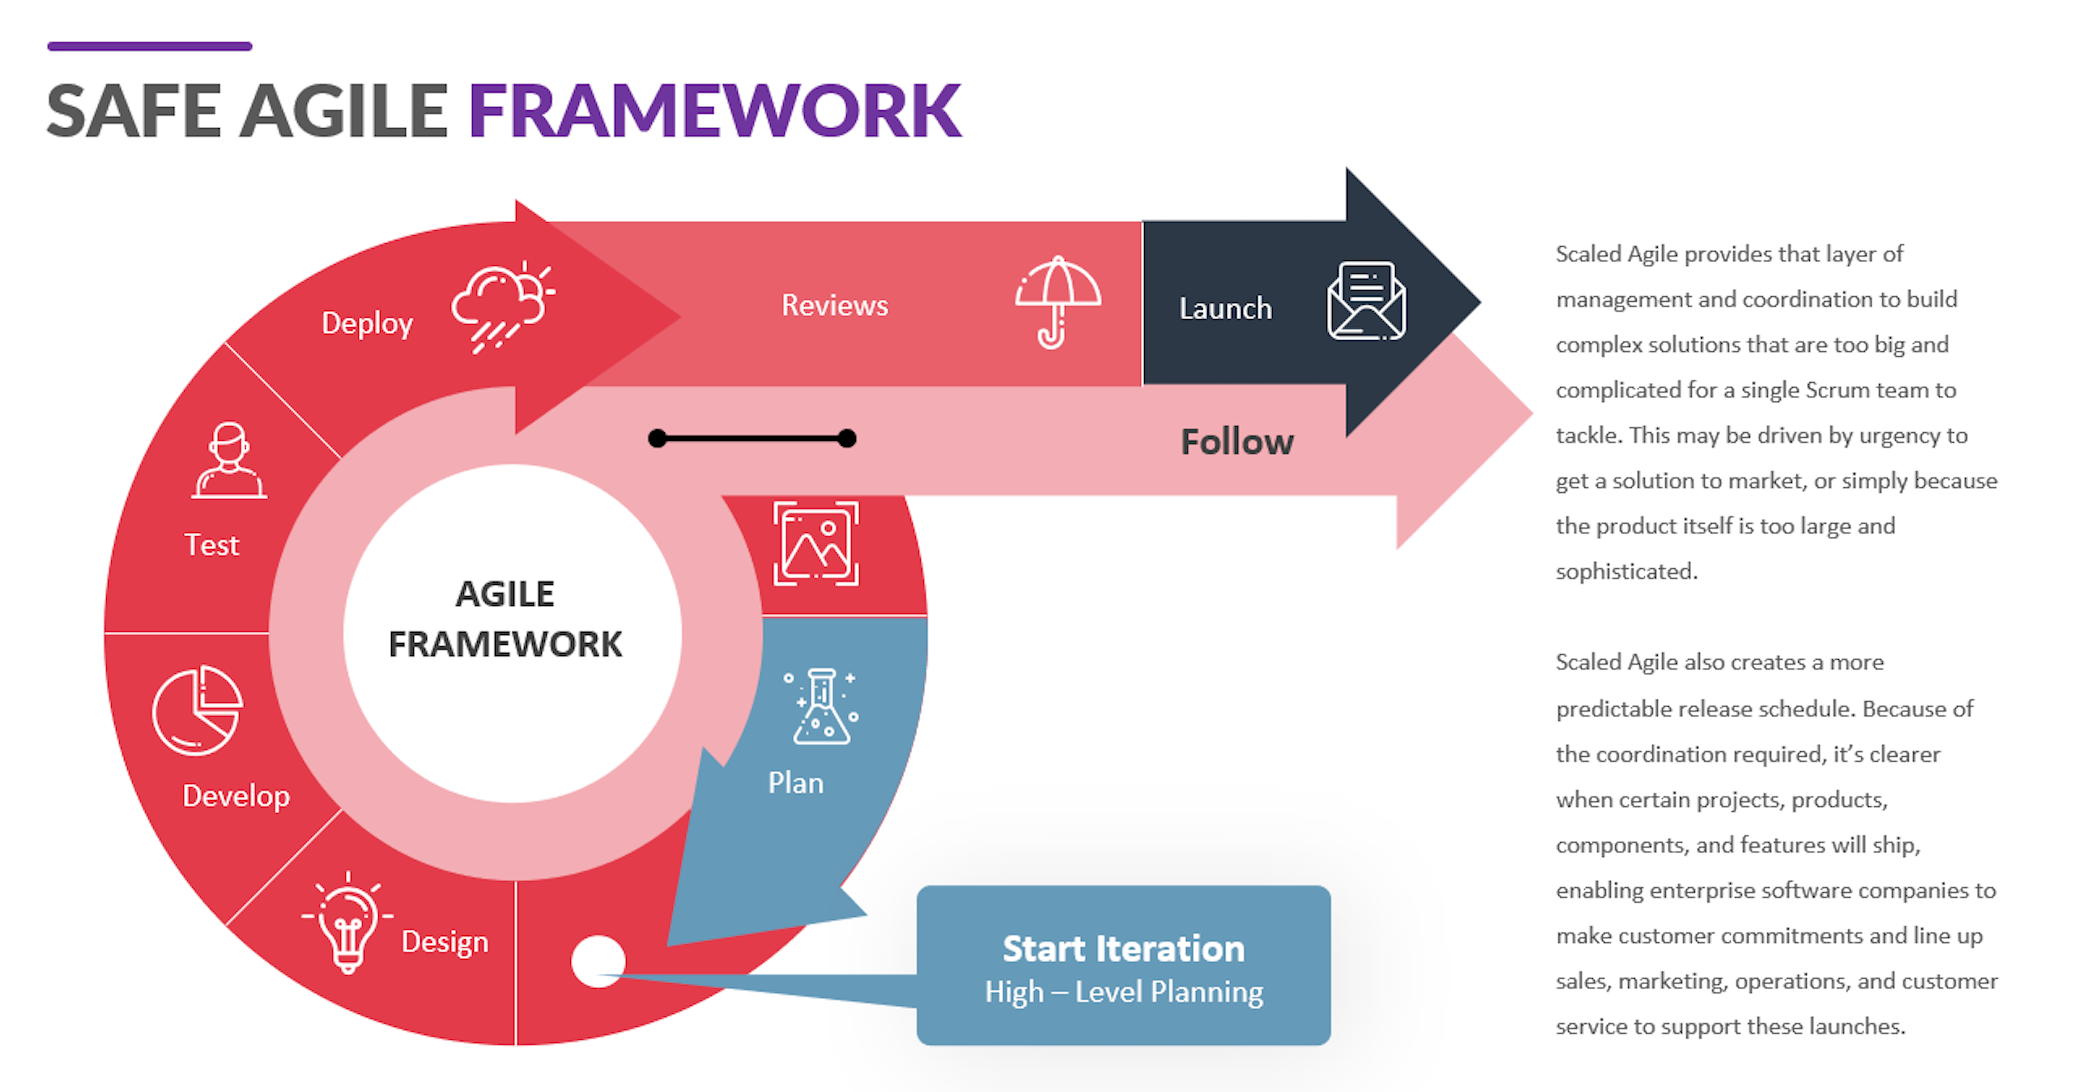 SAFE AGILE FRAMEWORK
Deploy
Reviews
Launch
Follow
Test
AGILE
FRAMEWORK
Develop
Plan
Design
Start Iteration
High – Level Planning
Scaled Agile provides that layer of
management and coordination to build
complex solutions that are too big and
complicated for a single Scrum team to
tackle. This may be driven by urgency to
get a solution to market, or simply because
the product itself is too large and
sophisticated.
Scaled Agile also creates a more
predictable release schedule. Because of
the coordination required, it’s clearer
when certain projects, products,
components, and features will ship,
enabling enterprise software companies to
make customer commitments and line up
sales, marketing, operations, and customer
service to support these launches.